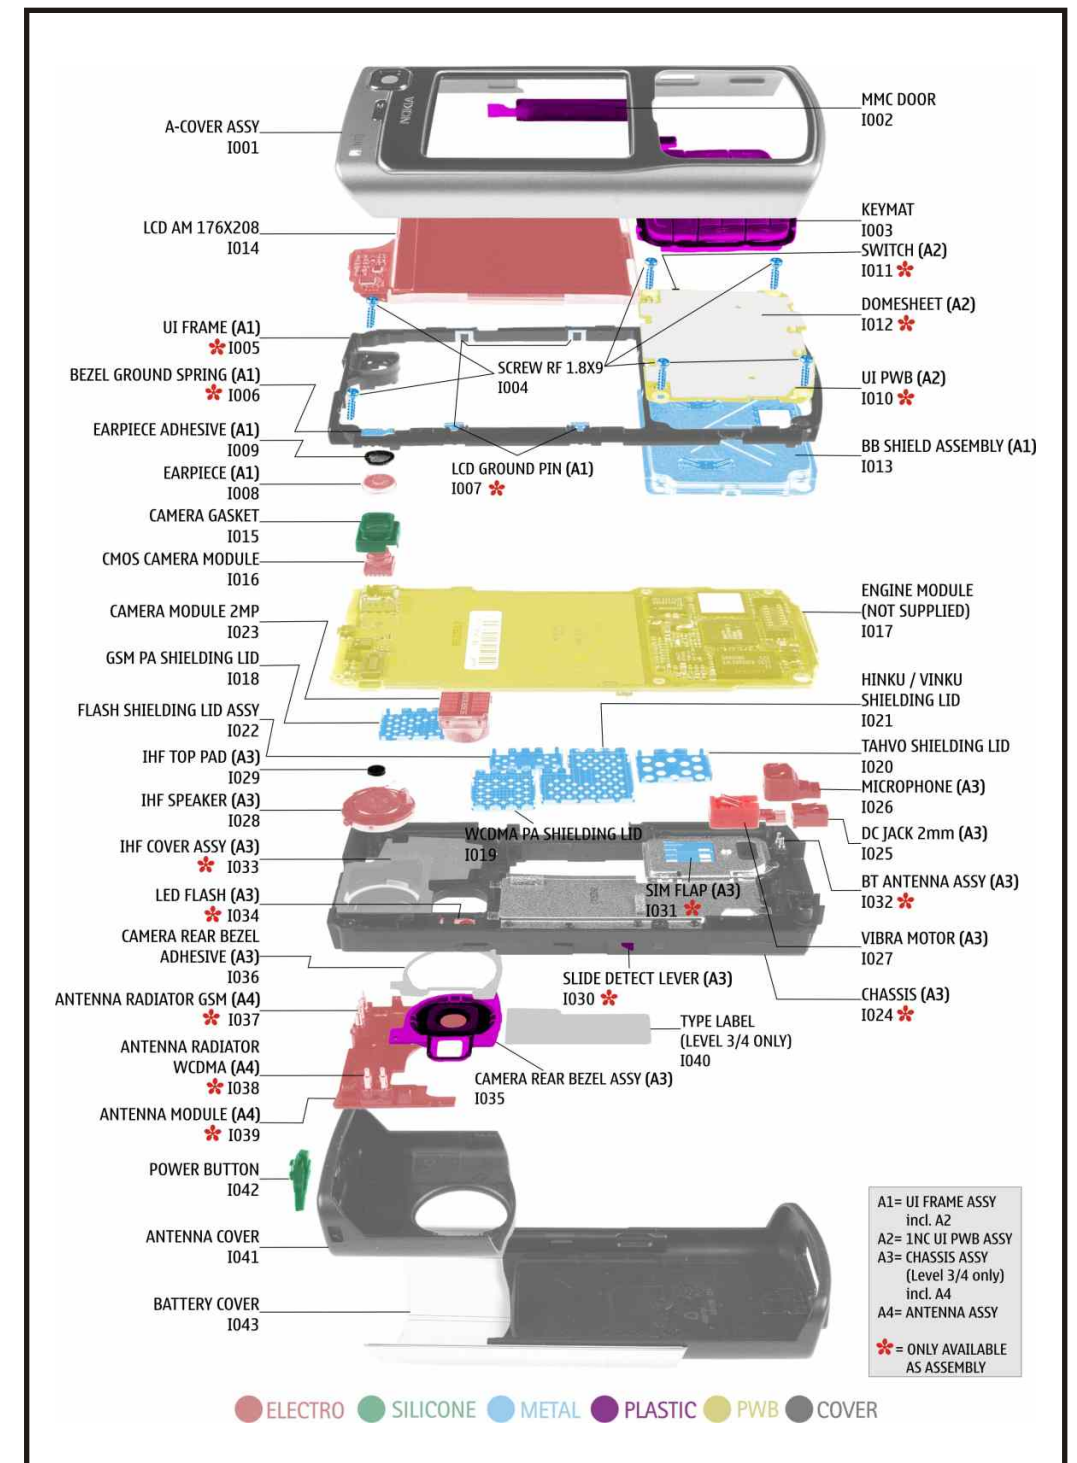 A-COVER ASSY
I001
NOKIA
MMC DOOR
I002
LCD AM 176X208
I014
KEYMAT
I003
SWITCH (A2)
I011 *
DOMESHEET (A2)
I012 *
UI FRAME (A1)
* I005
SCREW RF 1.8X9
I004
BEZEL GROUND SPRING (A1)
* I006
UI PWB (A2)
I010 *
EARPIECE ADHESIVE (A1)
I009
BB SHIELD ASSEMBLY (A1)
I013
EARPIECE (A1)
I008
LCD GROUND PIN (A1)
I007 *
CAMERA GASKET
I015
CMOS CAMERA MODULE
I016
ENGINE MODULE
(NOT SUPPLIED)
I017
CAMERA MODULE 2MP
I023
GSM PA SHIELDING LID
I018
HINKU / VINKU
SHIELDING LID
I021
FLASH SHIELDING LID ASSY
I022
TAHVO SHIELDING LID
I020
IHF TOP PAD (A3)
I029
MICROPHONE (A3)
I026
IHF SPEAKER (A3)
I028
WCDMA PA SHIELDING LID
I019
DC JACK 2mm (A3)
I025
IHF COVER ASSY (A3)
* I033
BT ANTENNA ASSY (A3)
I032 *
SIM FLAP (A3)
I031 *
LED FLASH (A3)
* I034
VIBRA MOTOR (A3)
I027
CAMERA REAR BEZEL
ADHESIVE (A3)
I036
SLIDE DETECT LEVER (A3)
I030 *
CHASSIS (A3)
I024 *
ANTENNA RADIATOR GSM (A4)
* I037
TYPE LABEL
(LEVEL 3/4 ONLY)
I040
ANTENNA RADIATOR
WCDMA (A4)
* I038
CAMERA REAR BEZEL ASSY (A3)
I035
ANTENNA MODULE (A4)
* I039
POWER BUTTON
I042
ANTENNA COVER
I041
BATTERY COVER
I043
A1= UI FRAME ASSY
incl. A2
A2= 1NC UI PWB ASSY
A3= CHASSIS ASSY
(Level 3/4 only)
incl. A4
A4= ANTENNA ASSY
* = ONLY AVAILABLE
AS ASSEMBLY
ELECTRO SILICONE METAL PLASTIC PWB COVER